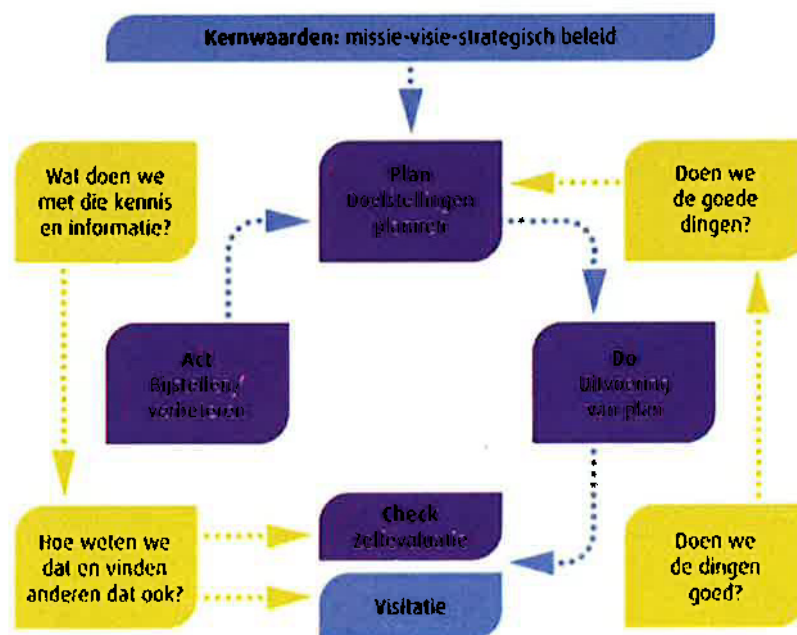 Kernwaarden: missie-visie-strategisch beleid
Wat doen we
met die kennis
en informatie?
Plan
Doelstellingen
plannen
Doen we
de goede
dingen?
Act
Bijstellen/
verbeteren
Do
Uitvoering
van plan
Hoe weten we
dat en vinden
anderen dat ook?
Check
Zelfevaluatie
Visitatie
Doen we
de dingen
goed?